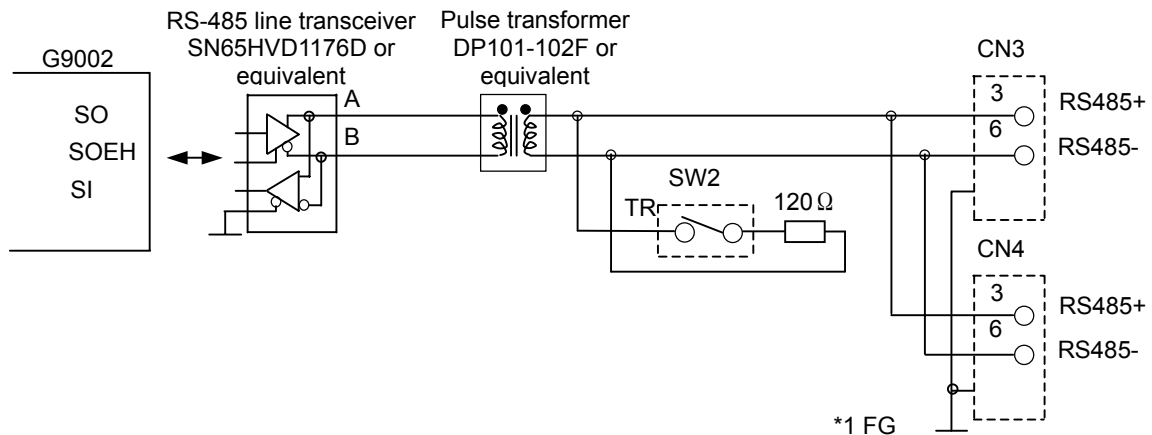 RS-485 line transceiver
SN65HVD1176D or
equivalent
Pulse transformer
DP101-102F or
equivalent
G9002
SO
SOEH
SI
A
B
SW2
TR
120 Ω
CN3
3
RS485+
6
RS485-
CN4
3
RS485+
6
RS485-
*1 FG